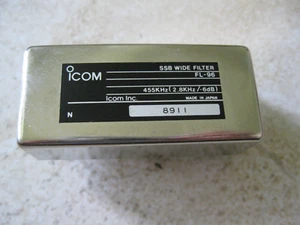 ICOM
SSB WIDE FILTER
FL-96
455KHz(2.8KHz/-6dB)
Icom Inc. MADE IN JAPAN
N 8911